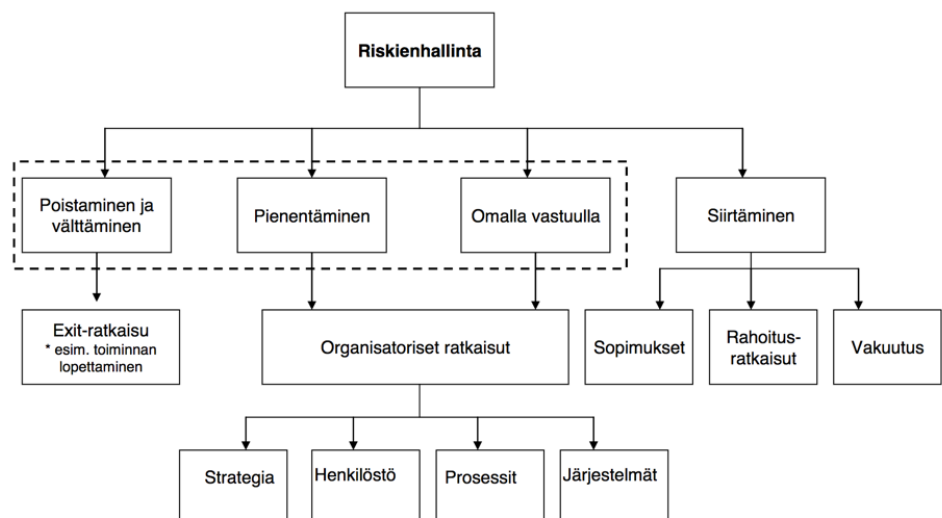 Riskienhallinta
Poistaminen ja
välttäminen
Pienentäminen
Omalla vastuulla
Siirtäminen
Exit-ratkaisu
* esim. toiminnan
lopettaminen
Organisatoriset ratkaisut
Sopimukset
Rahoitus-
ratkaisut
Vakuutus
Strategia
Henkilöstö
Prosessit
Järjestelmät